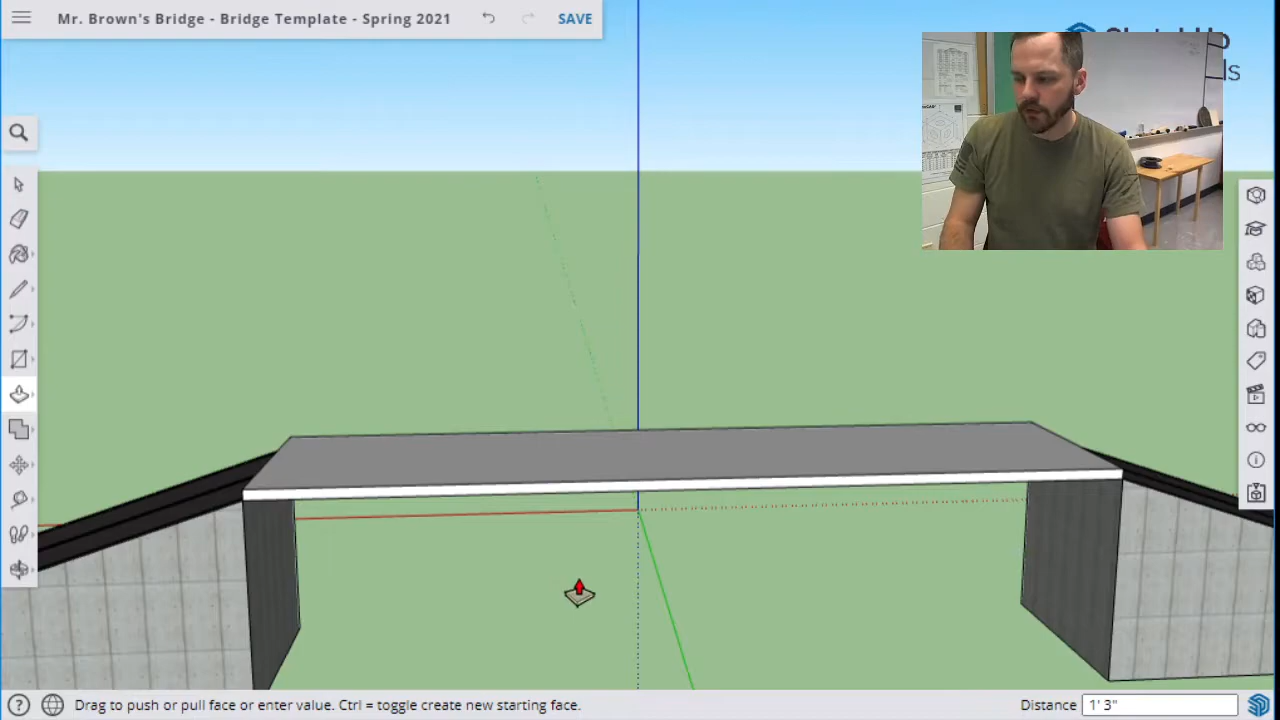 Mr. Brown's Bridge - Bridge Template - Spring 2021
SAVE
Drag to push or pull face or enter value. Ctrl = toggle create new starting face.
Distance
1' 3"